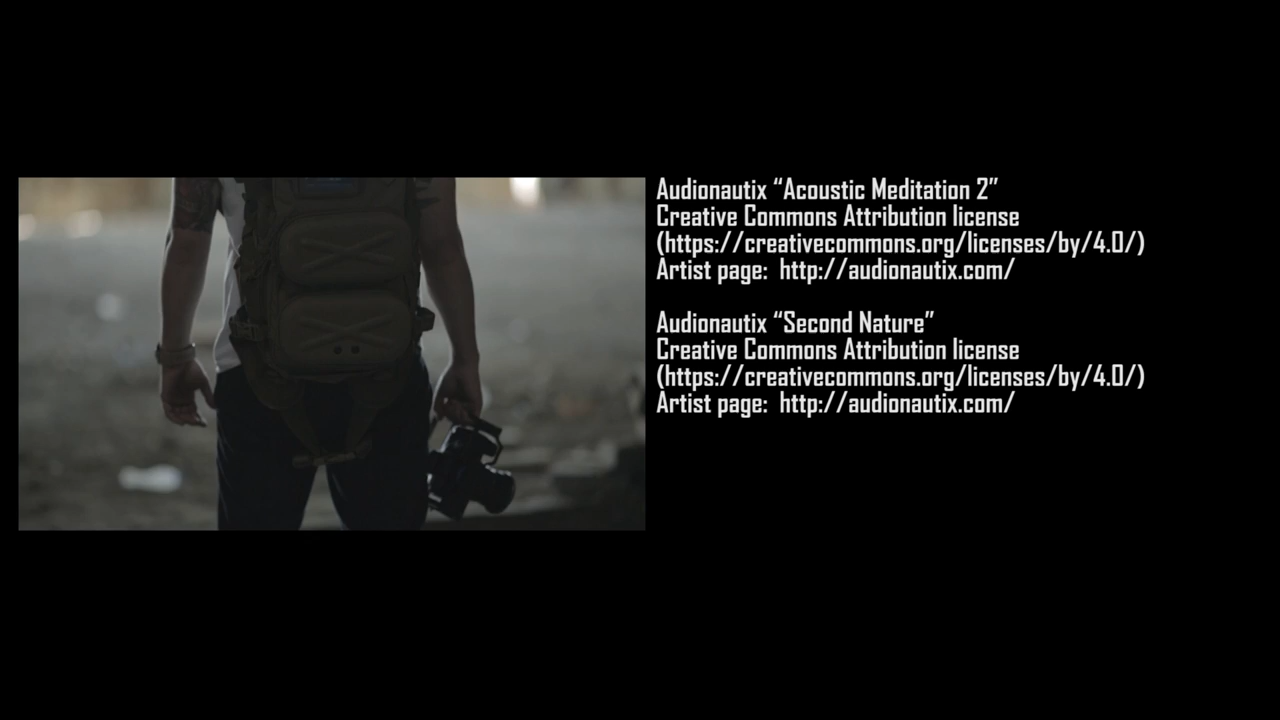 Audionautix “Acoustic Meditation 2”
Creative Commons Attribution license
(https://creativecommons.org/licenses/by/4.0/)
Artist page:  http://audionautix.com/
Audionautix “Second Nature”
Creative Commons Attribution license
(https://creativecommons.org/licenses/by/4.0/)
Artist page:  http://audionautix.com/